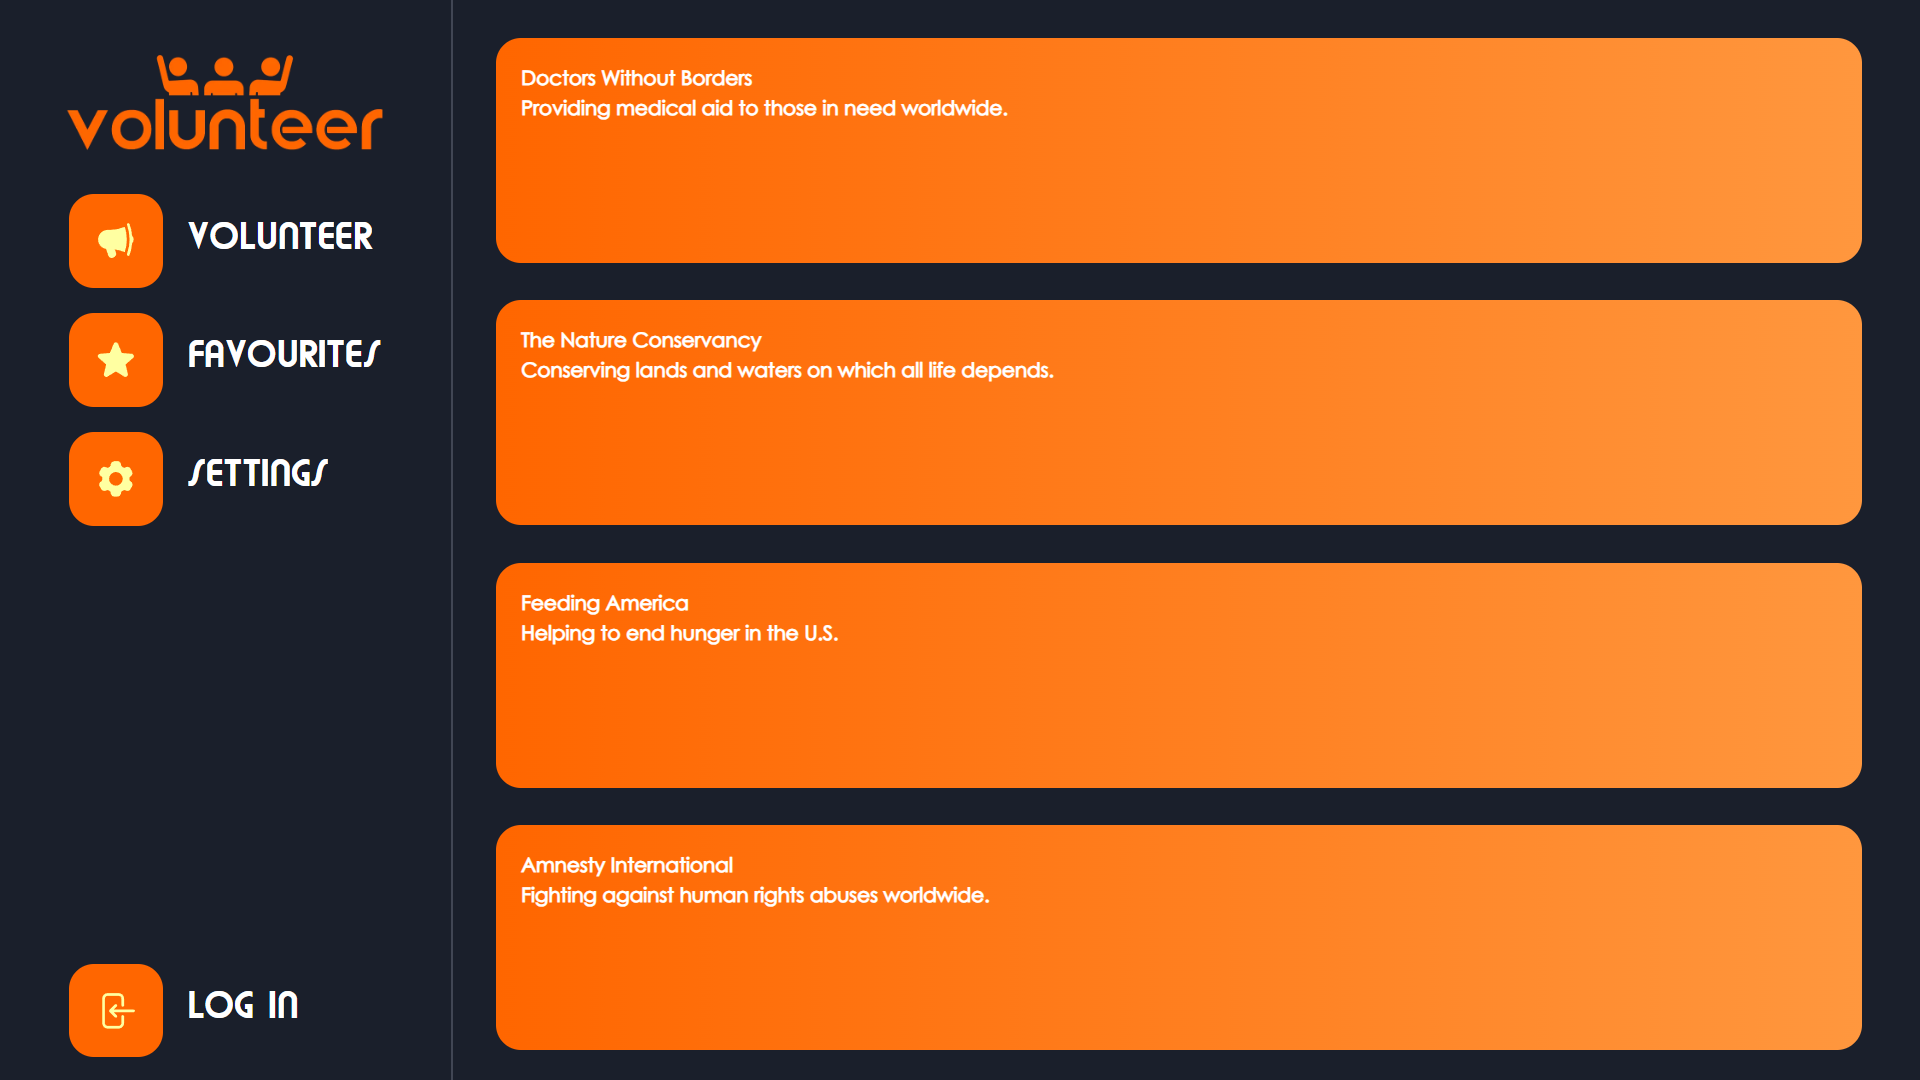 volunteer
VOLUNTEER
FAVOURITES
SETTINGS
LOG IN
Doctors Without Borders
Providing medical aid to those in need worldwide.
The Nature Conservancy
Conserving lands and waters on which all life depends.
Feeding America
Helping to end hunger in the U.S.
Amnesty International
Fighting against human rights abuses worldwide.